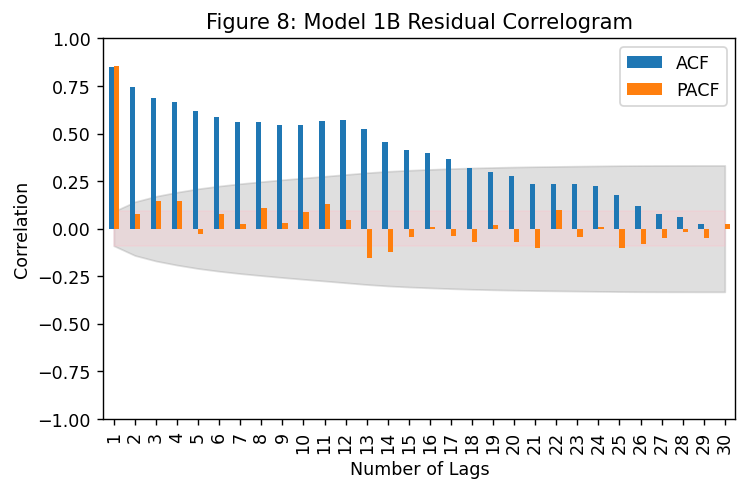 Figure 8: Model 1B Residual Correlogram
1.00
0.75
0.50
0.25
0.00
−0.25
−0.50
−0.75
−1.00
Correlation
ACF
PACF
1 2 3 4 5 6 7 8 9 10 11 12 13 14 15 16 17 18 19 20 21 22 23 24 25 26 27 28 29 30
Number of Lags